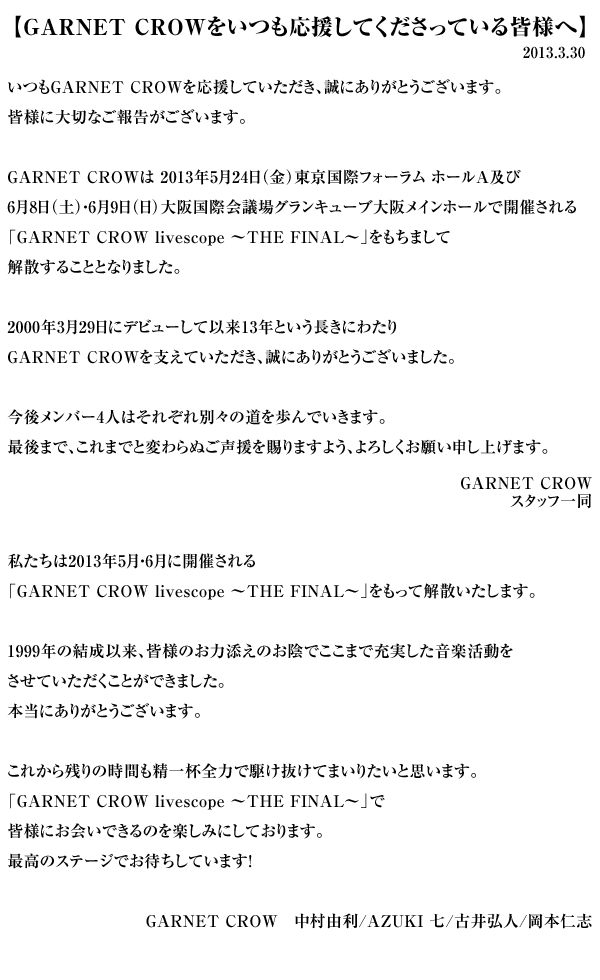 【GARNET CROWをいつも応援してくださっている皆様へ】
2013.3.30
いつもGARNET CROWを応援していただき、誠にありがとうございます。
皆様に大切なご報告がございます。
GARNET CROWは 2013年5月24日（金）東京国際フォーラム ホールA及び
6月8日（土）・6月9日（日）大阪国際会議場グランキューブ大阪メインホールで開催される
「GARNET CROW livescope ～THE FINAL～」をもちまして
解散することとなりました。
2000年3月29日にデビューして以来13年という長きにわたり
GARNET CROWを支えていただき、誠にありがとうございました。
今後メンバー4人はそれぞれ別々の道を歩んでいきます。
最後まで、これまでと変わらぬご声援を賜りますよう、よろしくお願い申し上げます。
GARNET CROW
スタッフ一同
私たちは2013年5月・6月に開催される
「GARNET CROW livescope ～THE FINAL～」をもって解散いたします。
1999年の結成以来、皆様のお力添えのお陰でここまで充実した音楽活動を
させていただくことができました。
本当にありがとうございます。
これから残りの時間も精一杯全力で駆け抜けてまいりたいと思います。
「GARNET CROW livescope ～THE FINAL～」で
皆様にお会いできるのを楽しみにしております。
最高のステージでお待ちしています!
GARNET CROW　中村由利/AZUKI 七/古井弘人/岡本仁志